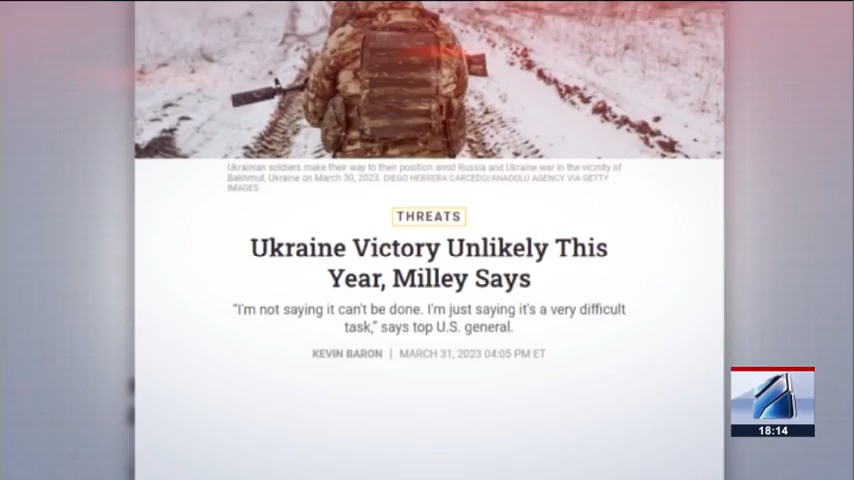 Ukrainian soldiers make their way to their position amid Russia and Ukraine war in the vicinity of
Bakhmut, Ukraine on March 30, 2023. DIEGO HERRERA CARCEDO/ANADOLU AGENCY VIA GETTY
IMAGES
THREATS
Ukraine Victory Unlikely This
Year, Milley Says
“I'm not saying it can't be done. I'm just saying it's a very difficult
task,” says top U.S. general.
KEVIN BARON | MARCH 31, 2023 04:05 PM ET
18:14